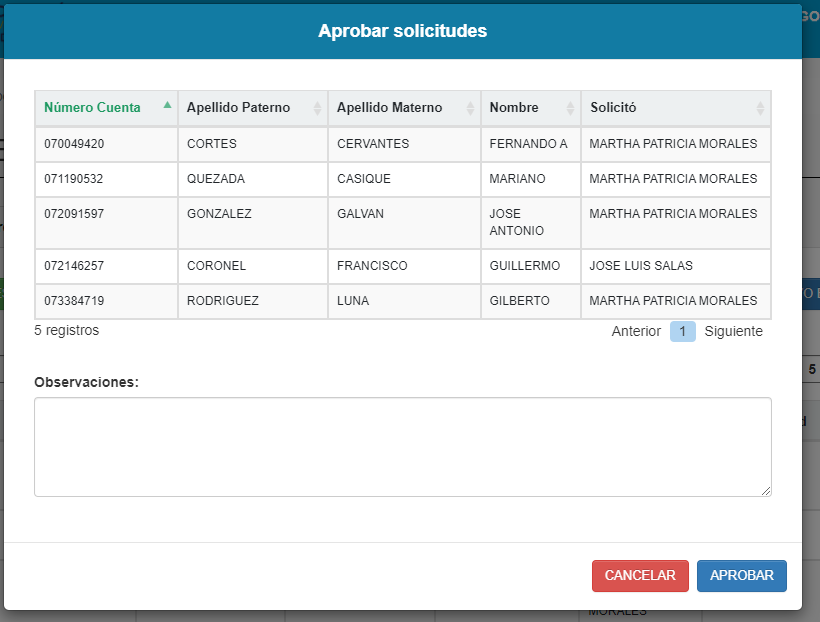 Aprobar solicitudes
Número Cuenta Apellido Paterno Apellido Materno Nombre Solicitó
070049420 CORTES CERVANTES FERNANDO A MARTHA PATRICIA MORALES
071190532 QUEZADA CASIQUE MARIANO MARTHA PATRICIA MORALES
072091597 GONZALEZ GALVAN JOSE ANTONIO MARTHA PATRICIA MORALES
072146257 CORONEL FRANCISCO GUILLERMO JOSE LUIS SALAS
073384719 RODRIGUEZ LUNA GILBERTO MARTHA PATRICIA MORALES
5 registros Anterior 1 Siguiente
5
Observaciones:
CANCELAR APROBAR
MORALES